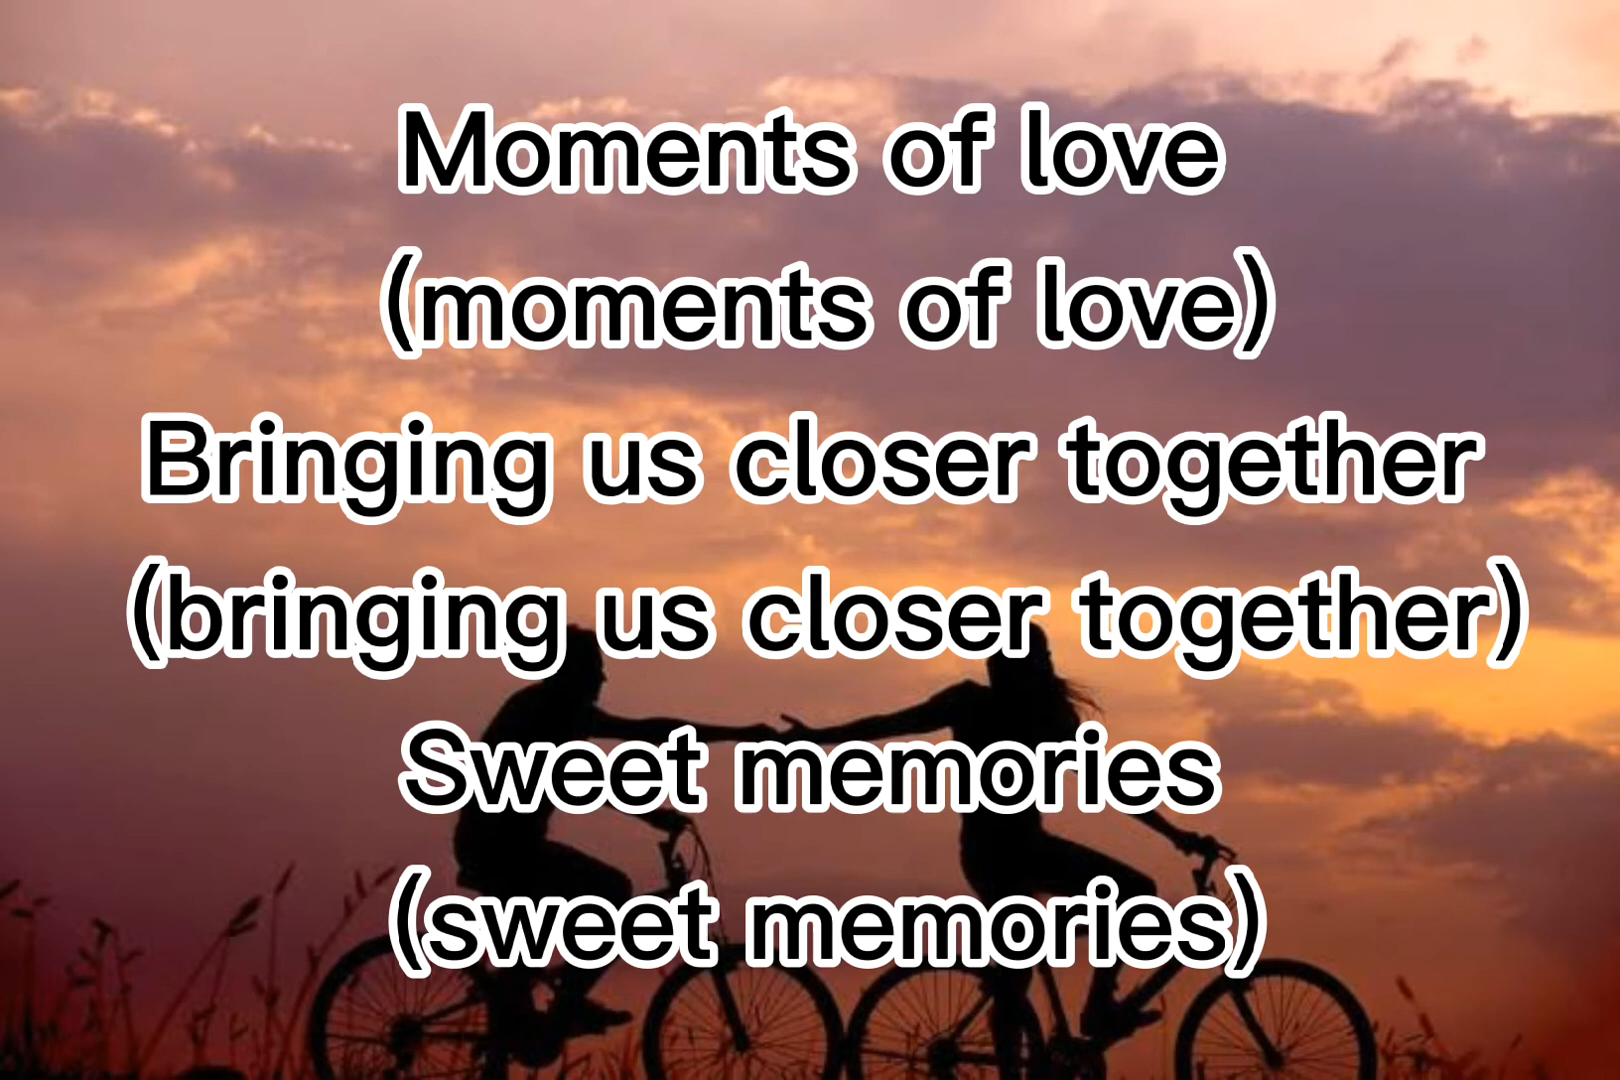 Moments of love
(moments of love)
Bringing us closer together
(bringing us closer together)
Sweet memories
(sweet memories)